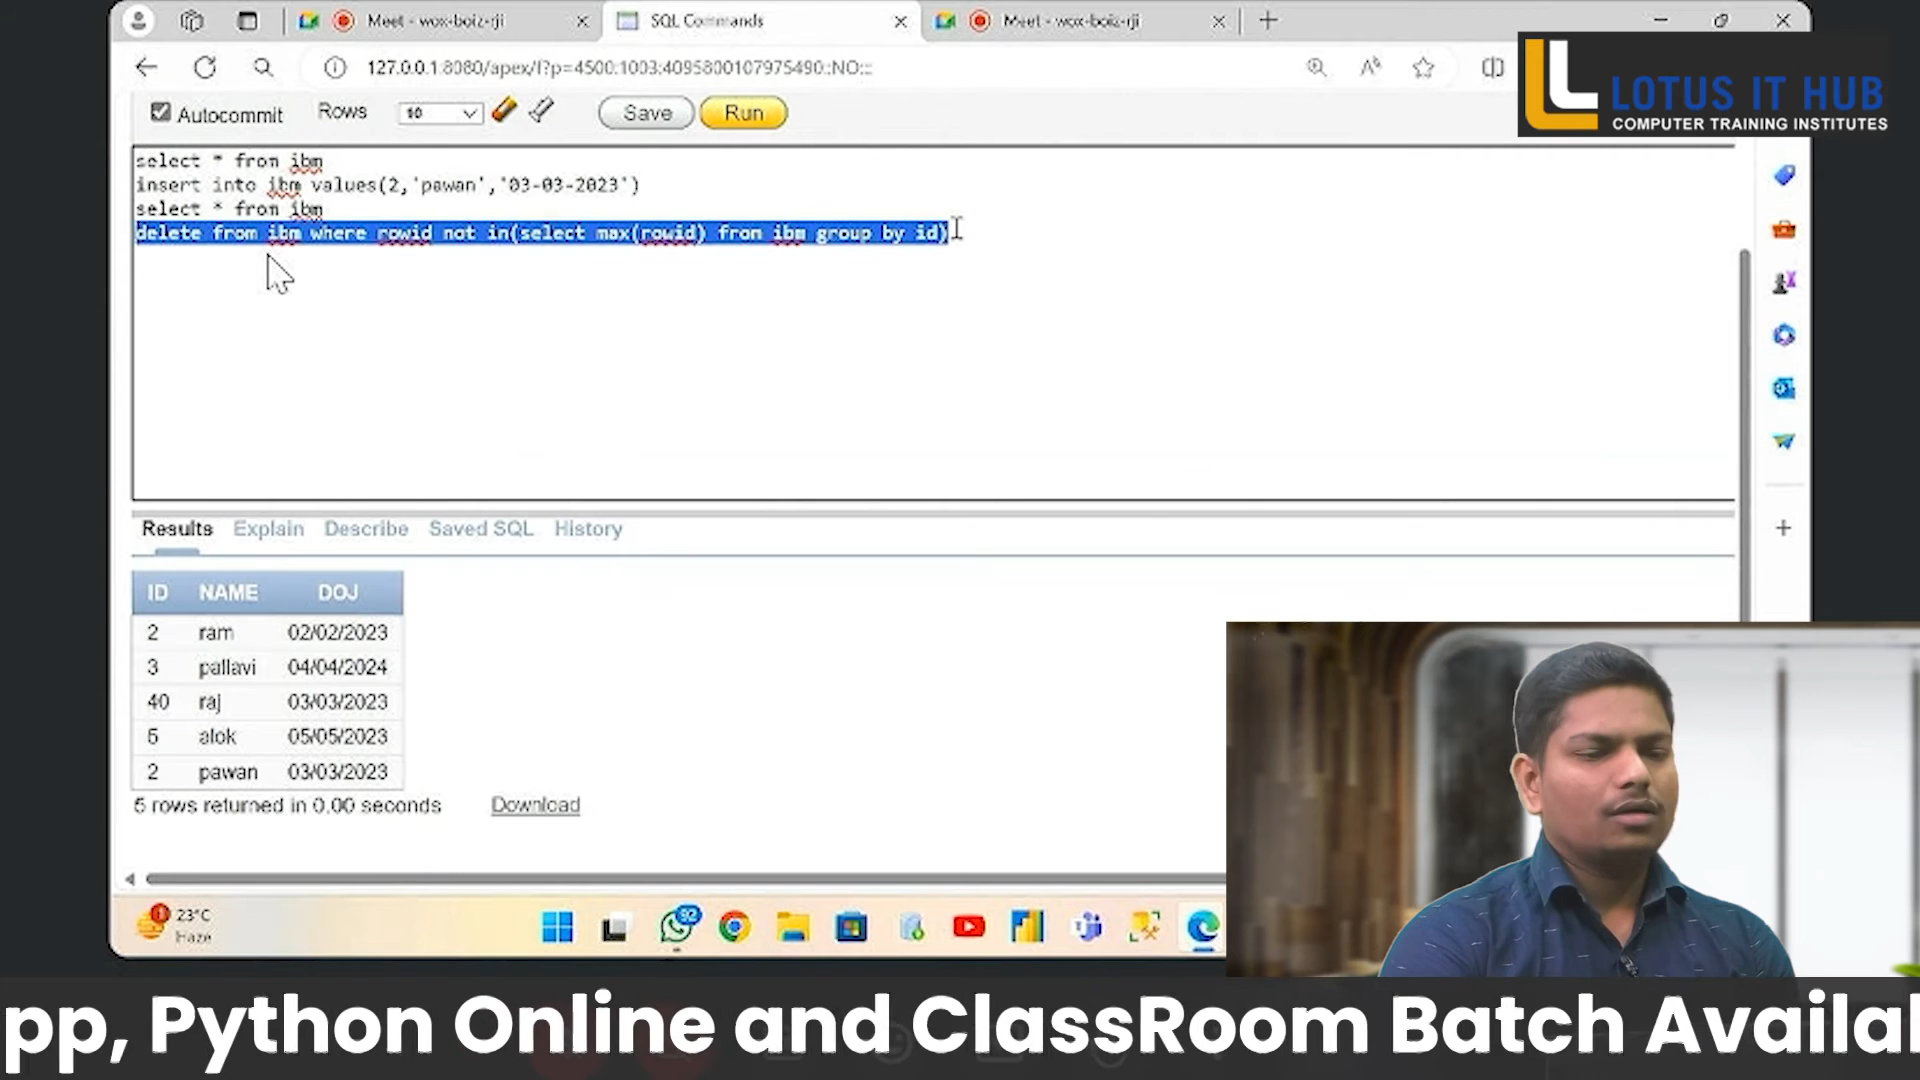 Meet - wox-boiz-rji
SQL Commands
Meet - wox-boiz-rji
127.0.0.1:8080/apex/f?p=4500:1003:4095800107975490::NO:::
LOTUS IT HUB
COMPUTER TRAINING INSTITUTES
Autocommit Rows 10 Save Run
select * from ibm
insert into ibm values(2,'pawan','03-03-2023')
select * from ibm
delete from ibm where rowid not in(select max(rowid) from ibm group by id)
Results Explain Describe Saved SQL History
ID NAME DOJ
2 ram 02/02/2023
3 pallavi 04/04/2024
40 raj 03/03/2023
5 alok 05/05/2023
2 pawan 03/03/2023
5 rows returned in 0.00 seconds Download
1
23°C
Haze
92
pp, Python Online and ClassRoom Batch Availal